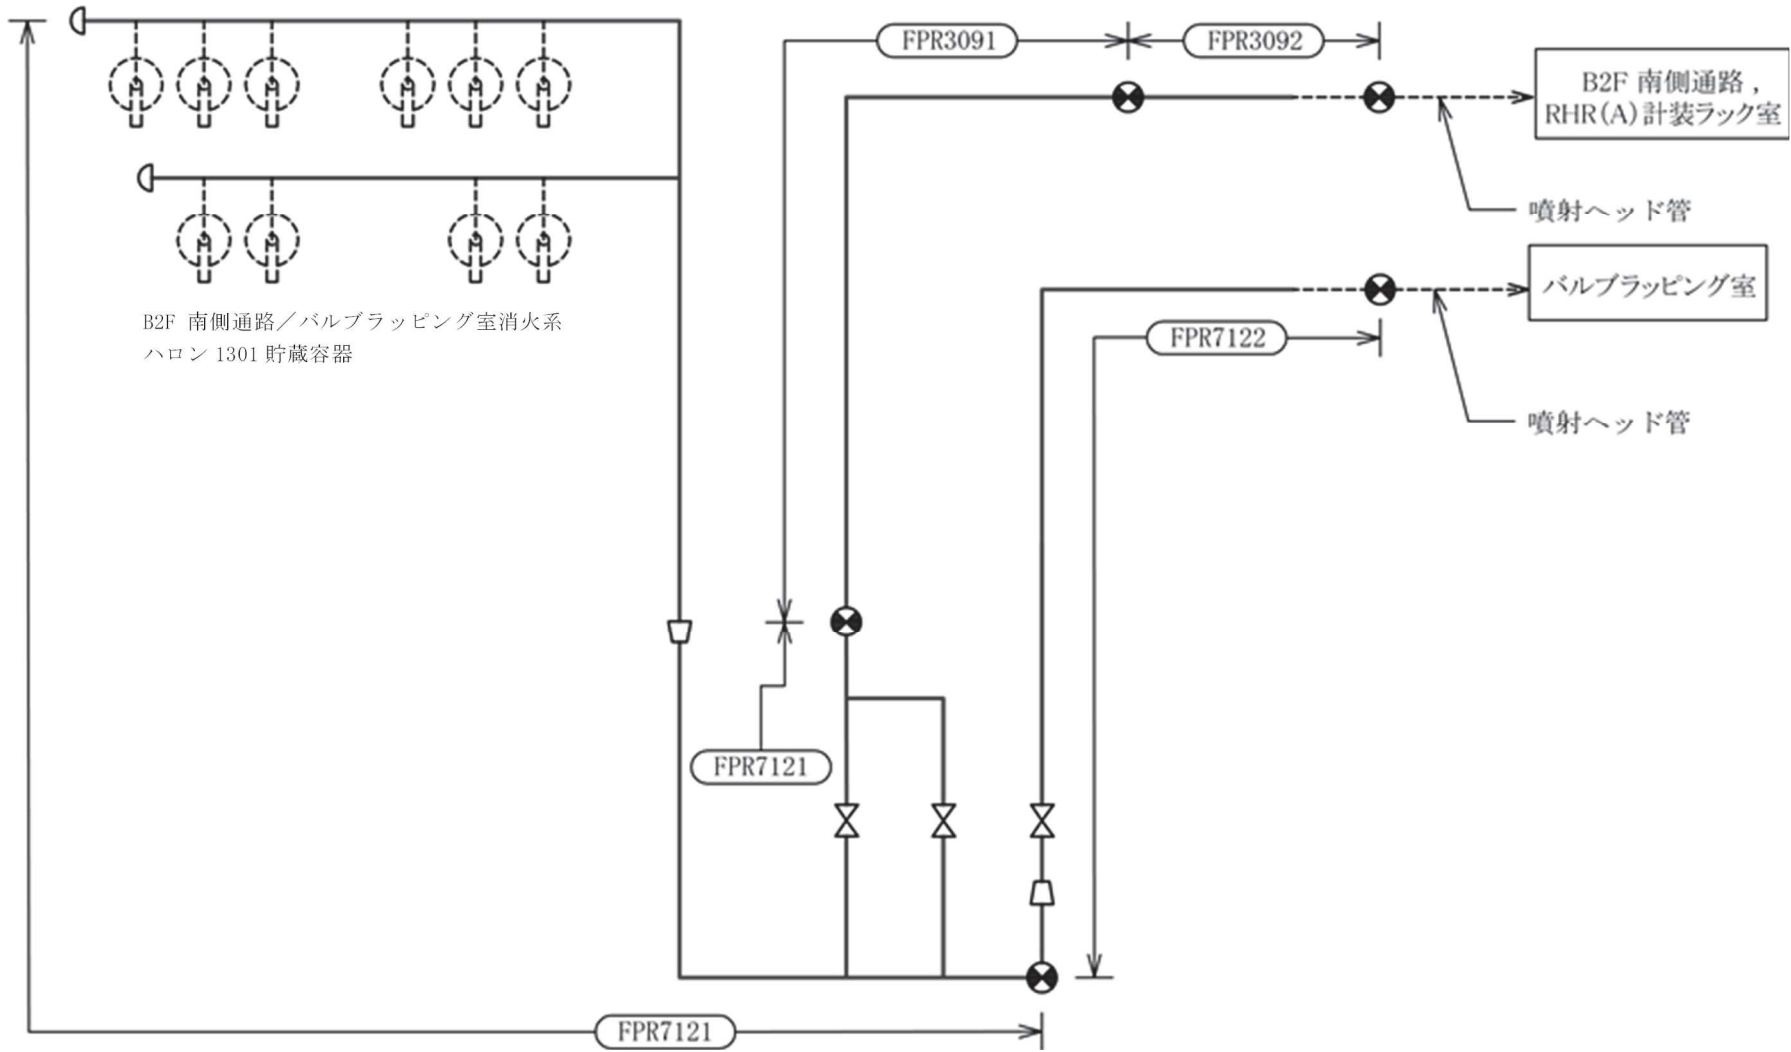 FPR3091
FPR3092
B2F 南側通路,
RHR(A)計装ラック室
噴射ヘッド管
バルブラッピング室
B2F 南側通路／バルブラッピング室消火系
ハロン 1301 貯蔵容器
FPR7122
噴射ヘッド管
FPR7121
FPR7121